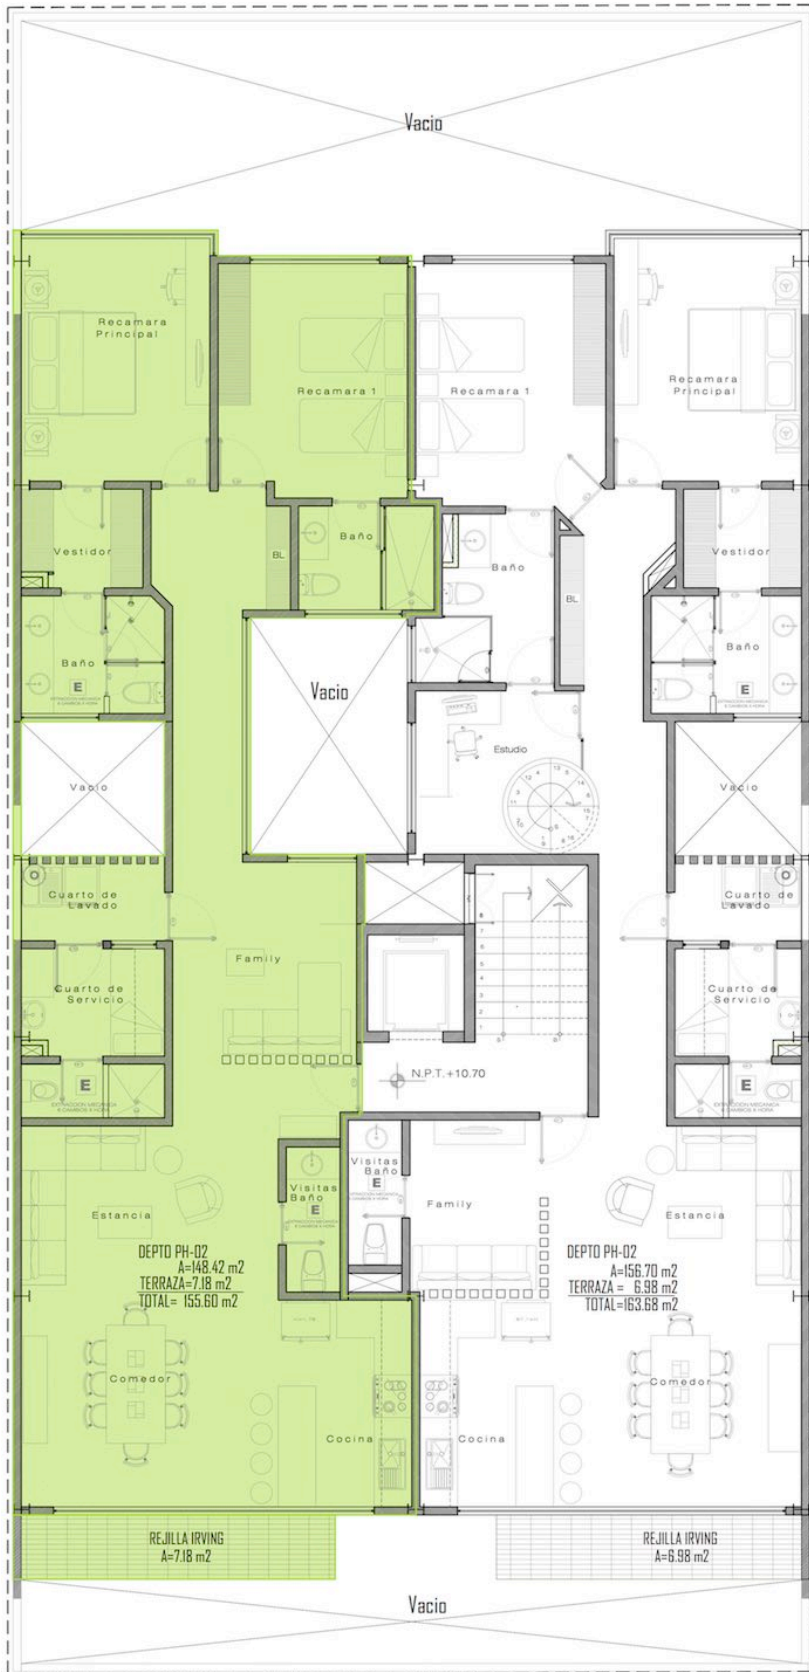 Vacio
Recamara
Principal
Recamara 1
Recamara 1
Recamara
Principal
Vestidor
BL
Baño
Baño
BL
Vestidor
Baño
E
Vacio
Baño
E
Estudio
Vacio
Vacio
Cuarto de
Lavado
Cuarto de
Lavado
Family
Cuarto de
Servicio
Cuarto de
Servicio
E
N.P.T.+10.70
E
Visitas
Baño
E
Visitas
Baño
E
Family
Estancia
Estancia
DEPTO PH-02
A=148.42 m2
TERRAZA=7.18 m2
TOTAL= 155.60 m2
DEPTO PH-02
A=156.70 m2
TERRAZA = 6.98 m2
TOTAL=163.68 m2
Comedor
Comedor
Cocina
Cocina
REJILLA IRVING
A=7.18 m2
REJILLA IRVING
A=6.98 m2
Vacio